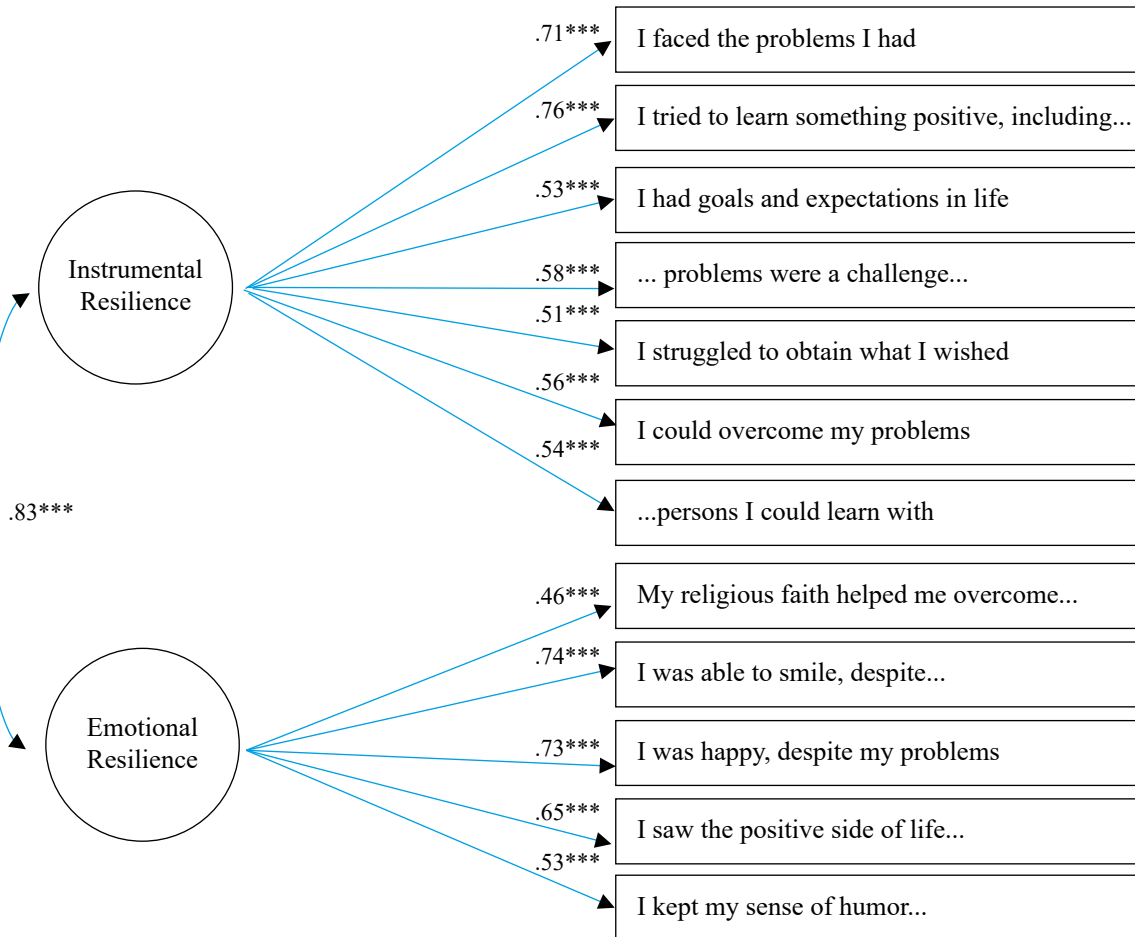 .71***
I faced the problems I had
.76***
I tried to learn something positive, including...
.53***
I had goals and expectations in life
Instrumental
Resilience
.58***
... problems were a challenge...
.51***
I struggled to obtain what I wished
.56***
I could overcome my problems
.54***
...persons I could learn with
.83***
.46***
My religious faith helped me overcome...
.74***
I was able to smile, despite...
Emotional
Resilience
.73***
I was happy, despite my problems
.65***
I saw the positive side of life...
.53***
I kept my sense of humor...